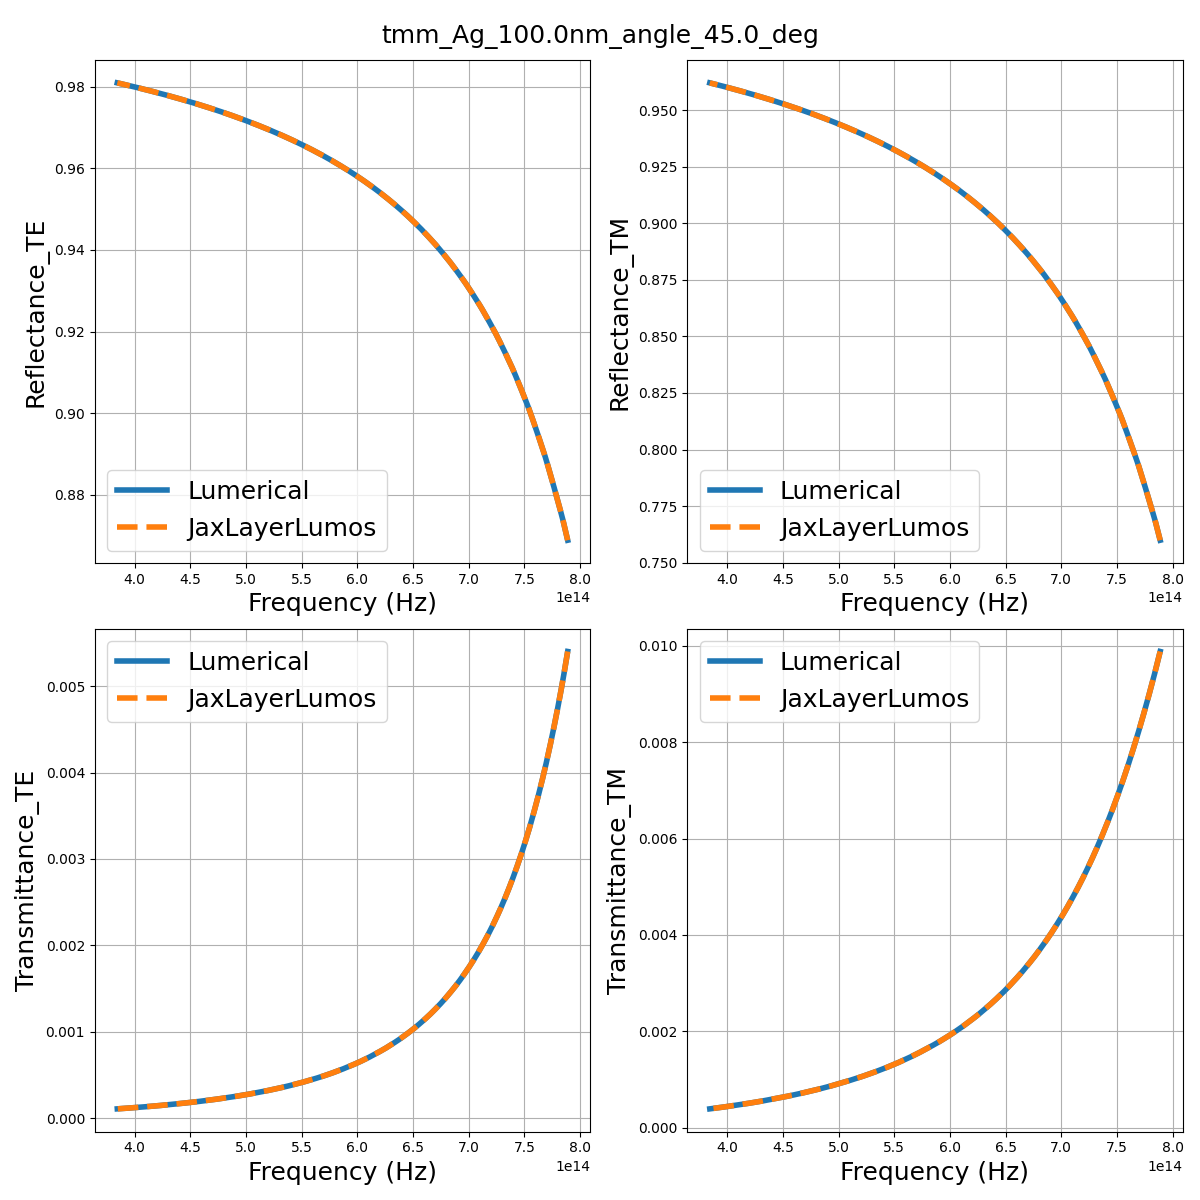 tmm_Ag_100.0nm_angle_45.0_deg
0.98
0.96
0.94
0.92
0.90
0.88
Reflectance_TE
Lumerical
JaxLayerLumos
4.0 4.5 5.0 5.5 6.0 6.5 7.0 7.5 8.0
1e14
Frequency (Hz)
0.950
0.925
0.900
0.875
0.850
0.825
0.800
0.775
0.750
Reflectance_TM
Lumerical
JaxLayerLumos
4.0 4.5 5.0 5.5 6.0 6.5 7.0 7.5 8.0
1e14
Frequency (Hz)
0.005
0.004
0.003
0.002
0.001
0.000
Transmittance_TE
Lumerical
JaxLayerLumos
4.0 4.5 5.0 5.5 6.0 6.5 7.0 7.5 8.0
1e14
Frequency (Hz)
0.010
0.008
0.006
0.004
0.002
0.000
Transmittance_TM
Lumerical
JaxLayerLumos
4.0 4.5 5.0 5.5 6.0 6.5 7.0 7.5 8.0
1e14
Frequency (Hz)